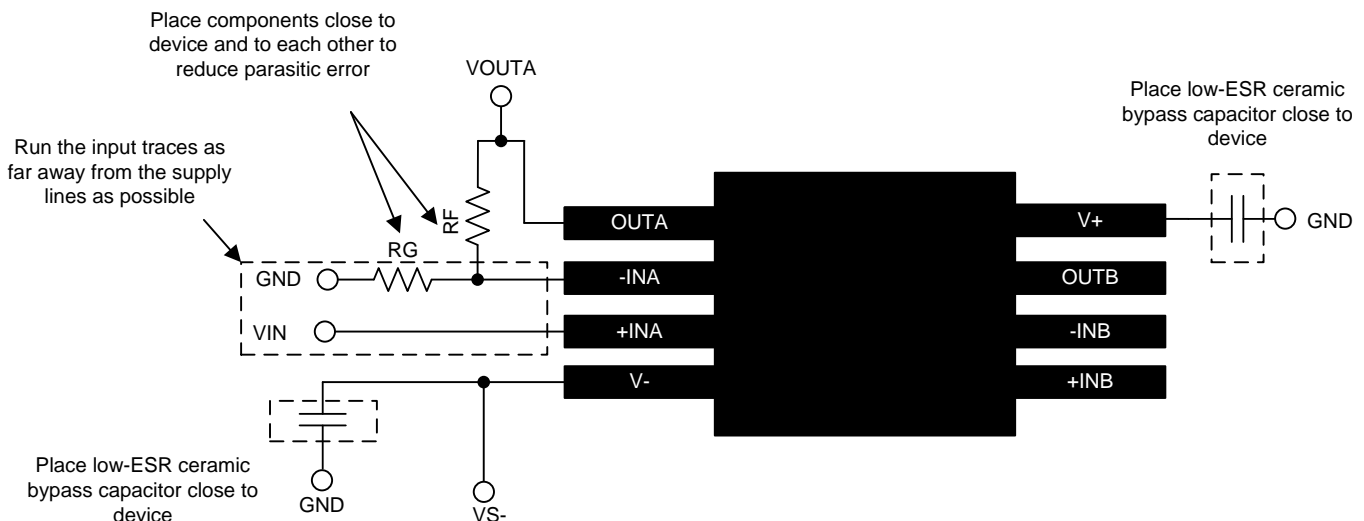 Place components close to
device and to each other to
reduce parasitic error
VOUTA
Place low-ESR ceramic
bypass capacitor close to
device
Run the input traces as
far away from the supply
lines as possible
RF
RG
OUTA
V+
GND
GND
-INA
OUTB
VIN
+INA
-INB
V-
+INB
Place low-ESR ceramic
bypass capacitor close to
device
GND
VS-